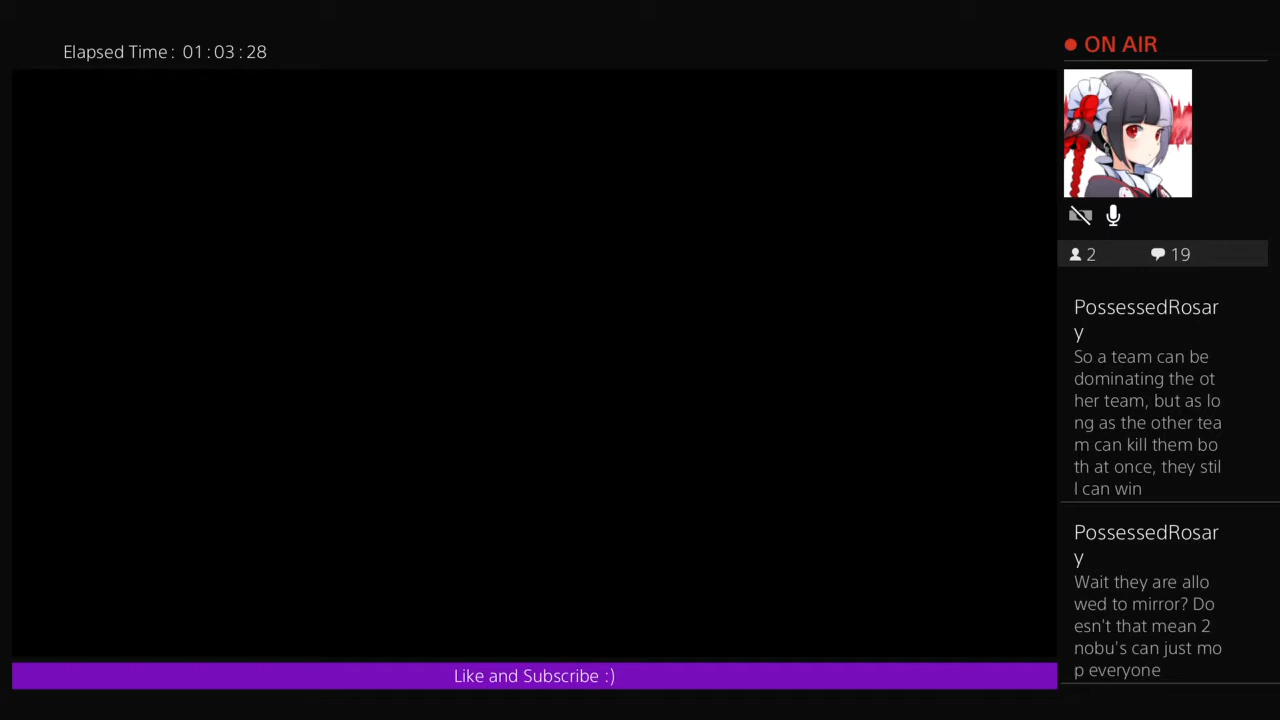 Elapsed Time: 01:03:28
ON AIR
2 19
PossessedRosar
y
So a team can be
dominating the ot
her team, but as lo
ng as the other tea
m can kill them bo
th at once, they stil
l can win
PossessedRosar
y
Wait they are allo
wed to mirror? Do
esn't that mean 2
nobu's can just mo
p everyone
Like and Subscribe :)